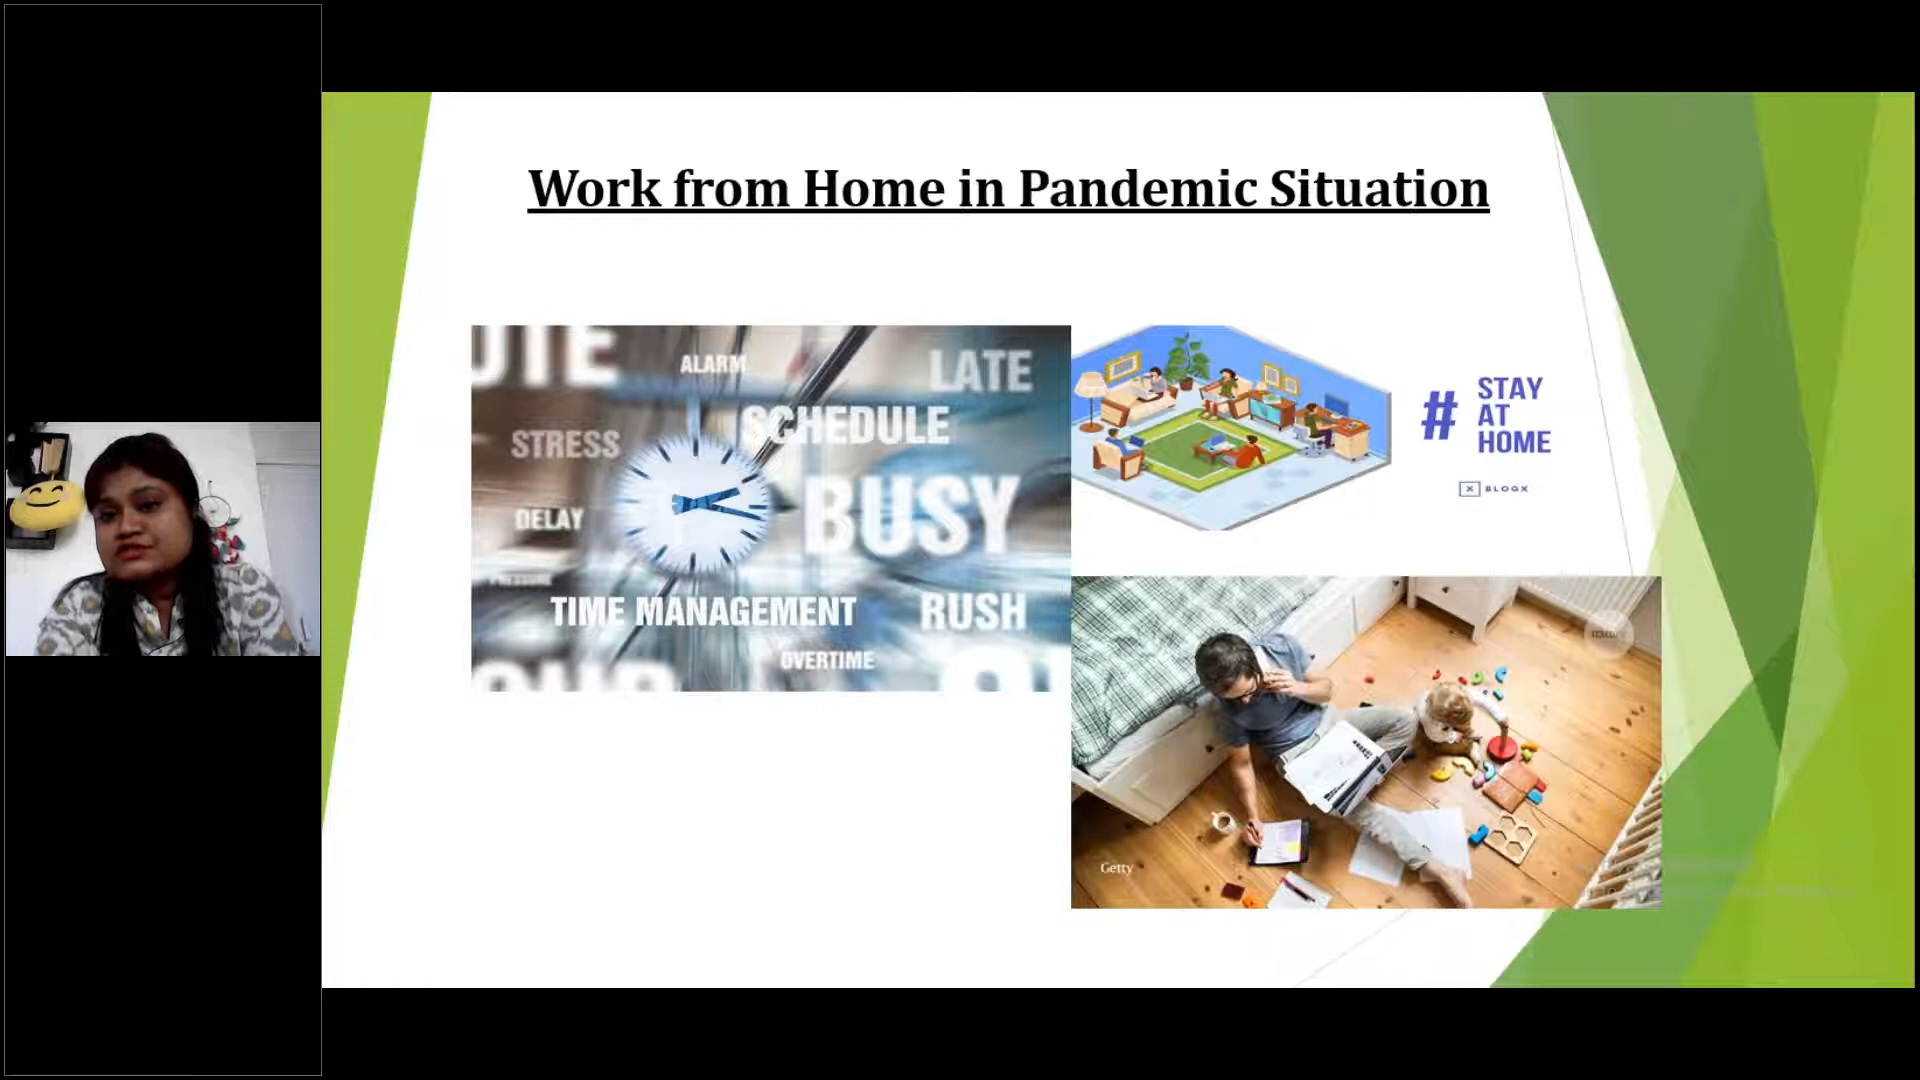 Work from Home in Pandemic Situation
ALARM
LATE
SCHEDULE
STRESS
BUSY
DELAY
PRESSURE
TIME MANAGEMENT
RUSH
OVERTIME
#
STAY
AT
HOME
X BLOGX
Getty